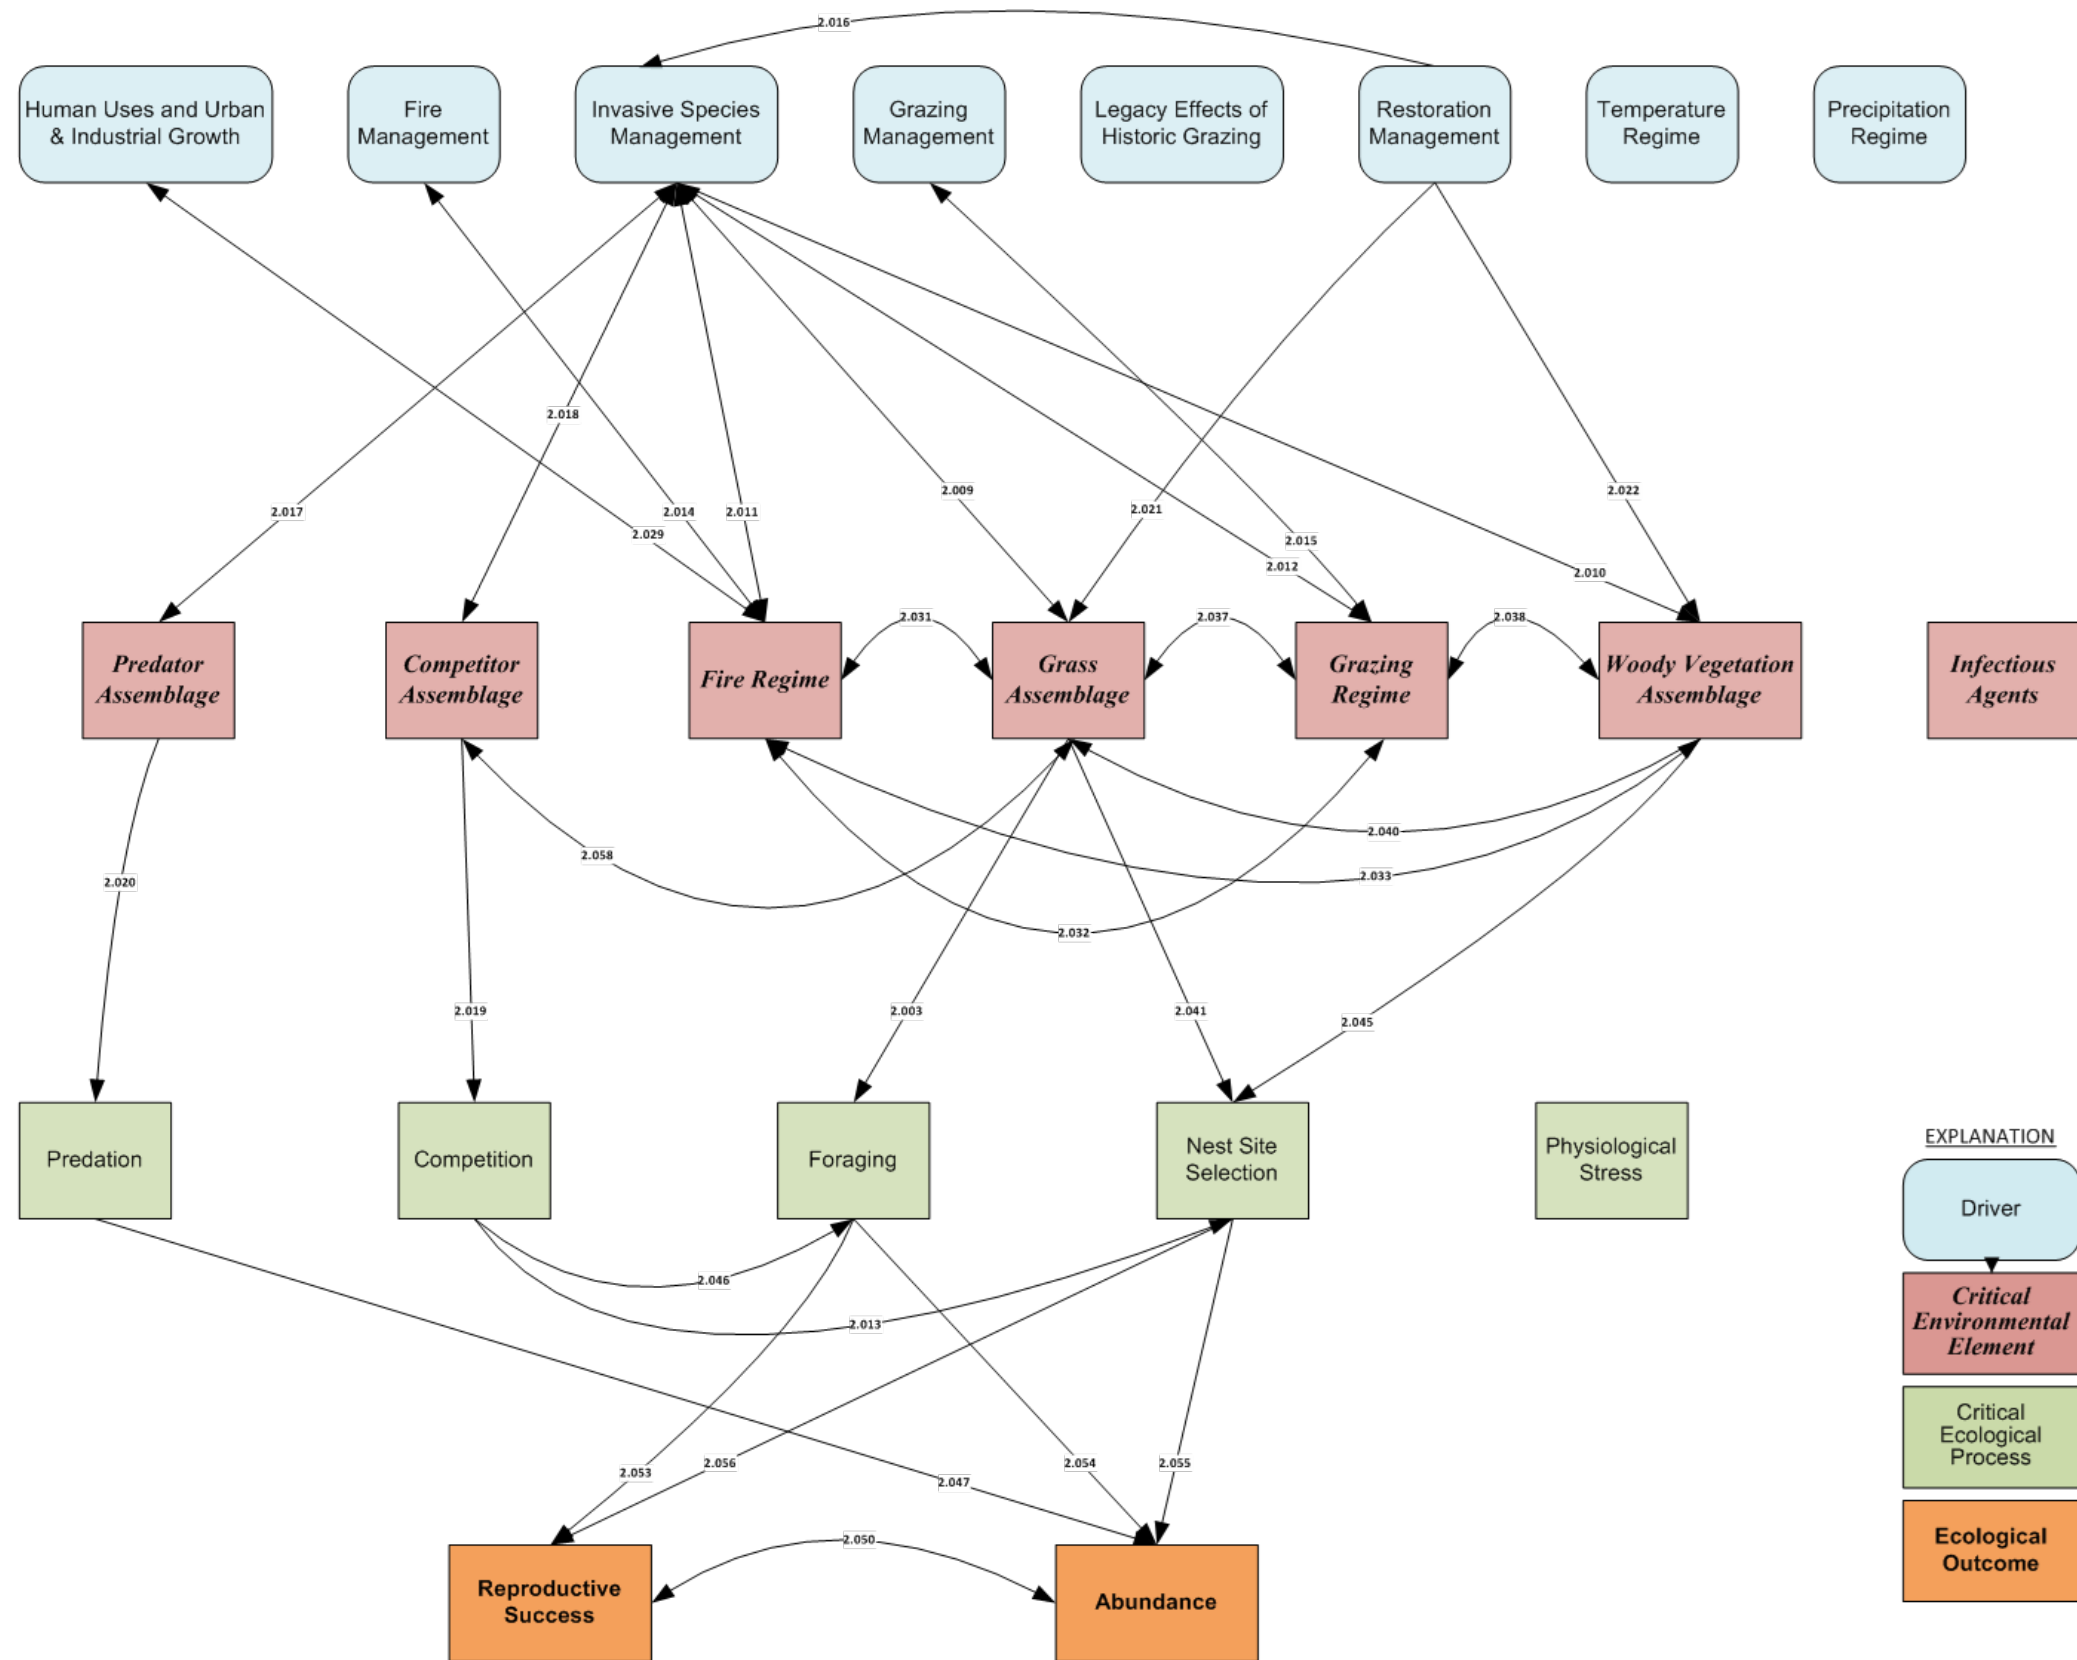 2.016
Human Uses and Urban
& Industrial Growth
Fire
Management
Invasive Species
Management
Grazing
Management
Legacy Effects of
Historic Grazing
Restoration
Management
Temperature
Regime
Precipitation
Regime
2.018
2.009
2.022
2.021
2.017
2.014
2.011
2.029
2.015
2.012
2.010
2.031
2.037
2.038
Predator
Assemblage
Competitor
Assemblage
Fire Regime
Grass
Assemblage
Grazing
Regime
Woody Vegetation
Assemblage
Infectious
Agents
2.040
2.058
2.033
2.020
2.032
2.019
2.003
2.041
2.045
Predation
Competition
Foraging
Nest Site
Selection
Physiological
Stress
EXPLANATION
Driver
Critical
Environmental
Element
Critical
Ecological
Process
Ecological
Outcome
2.046
2.013
2.056
2.053
2.054
2.055
2.047
2.050
Reproductive
Success
Abundance